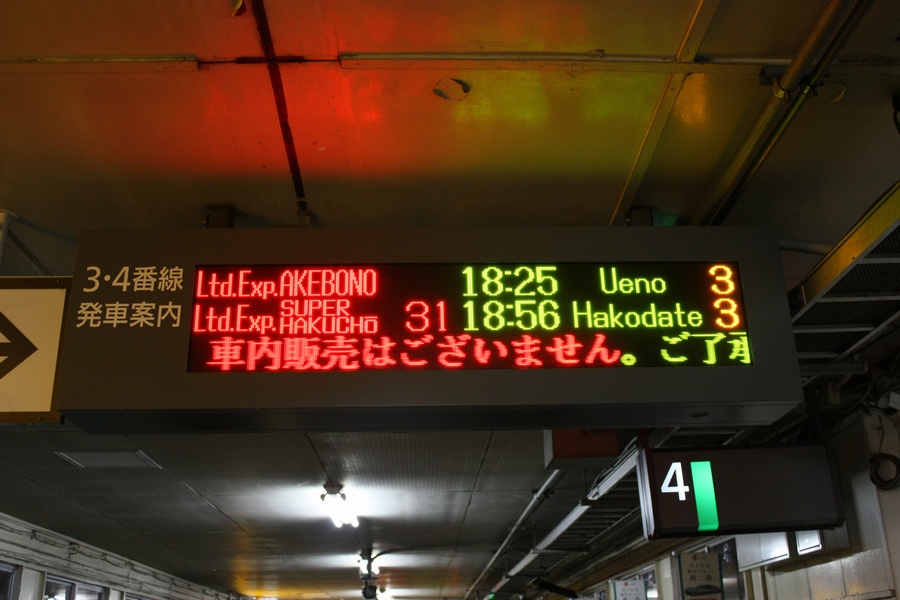 3・4番線
発車案内
Ltd.Exp.AKEBONO 18:25 Ueno 3
Ltd.Exp.SUPER HAKUCHŌ 31 18:56 Hakodate 3
車内販売はございません。ご了承
4